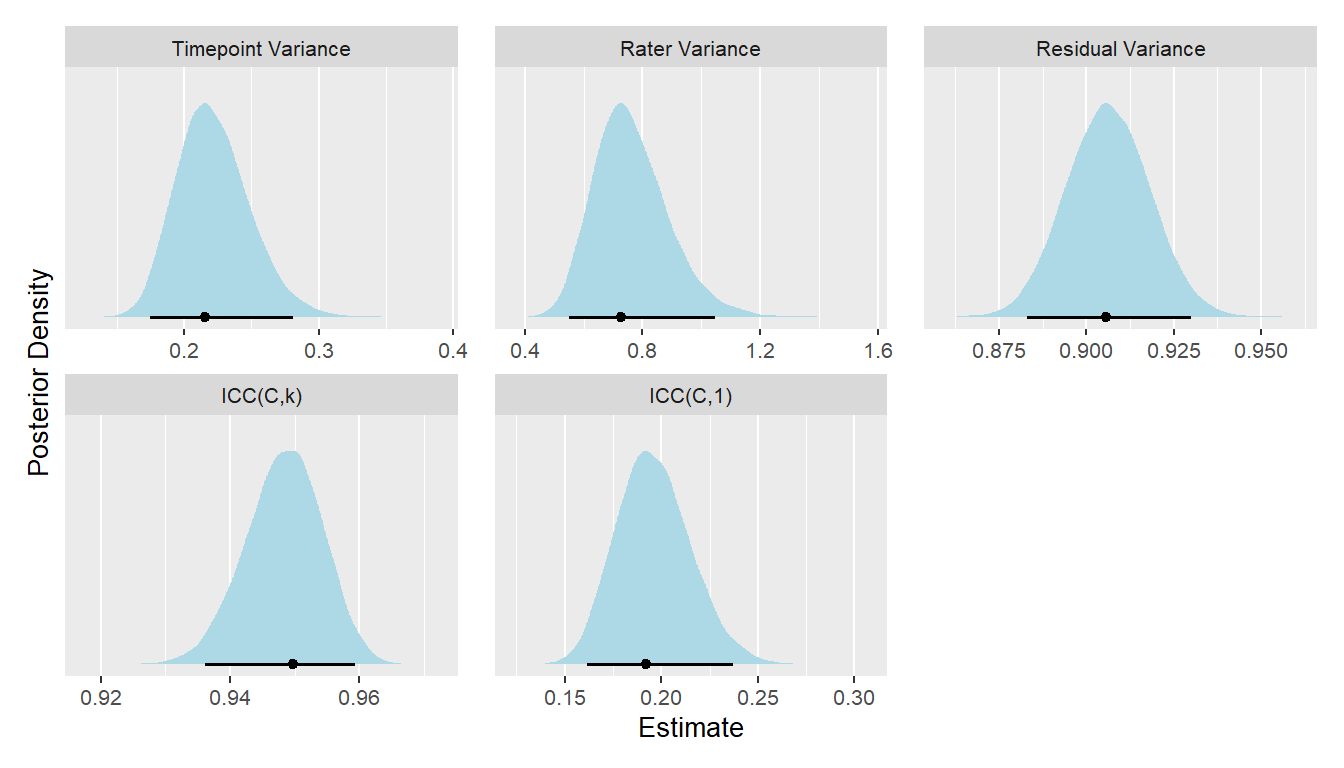 Timepoint Variance
Rater Variance
Residual Variance
0.2 0.3 0.4
0.4 0.8 1.2 1.6
0.875 0.900 0.925 0.950
ICC(C,k)
ICC(C,1)
0.92 0.94 0.96
0.15 0.20 0.25 0.30
Posterior Density
Estimate